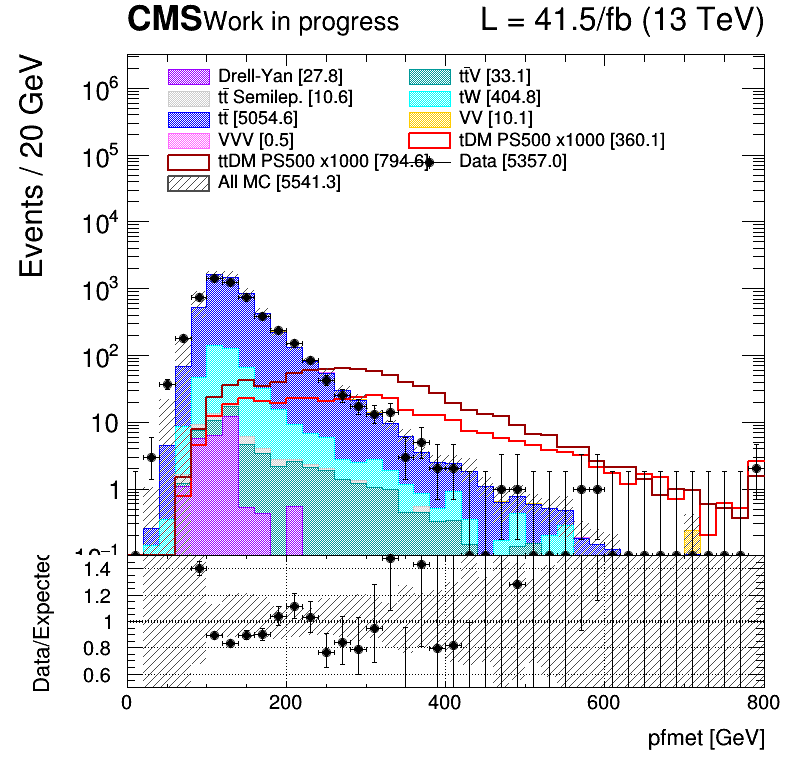 CMS Work in progress L = 41.5/fb (13 TeV)
Events / 20 GeV
Drell-Yan [27.8] tt̄V [33.1]
tt̄ Semilep. [10.6] tW [404.8]
tt̄ [5054.6] VV [10.1]
VVV [0.5] tDM PS500 x1000 [360.1]
ttDM PS500 x1000 [794.6] Data [5357.0]
All MC [5541.3]
10⁶
10⁵
10⁴
10³
10²
10
1
10⁻¹
Data/Expected
1.4
1.2
1
0.8
0.6
0 200 400 600 800
pfmet [GeV]